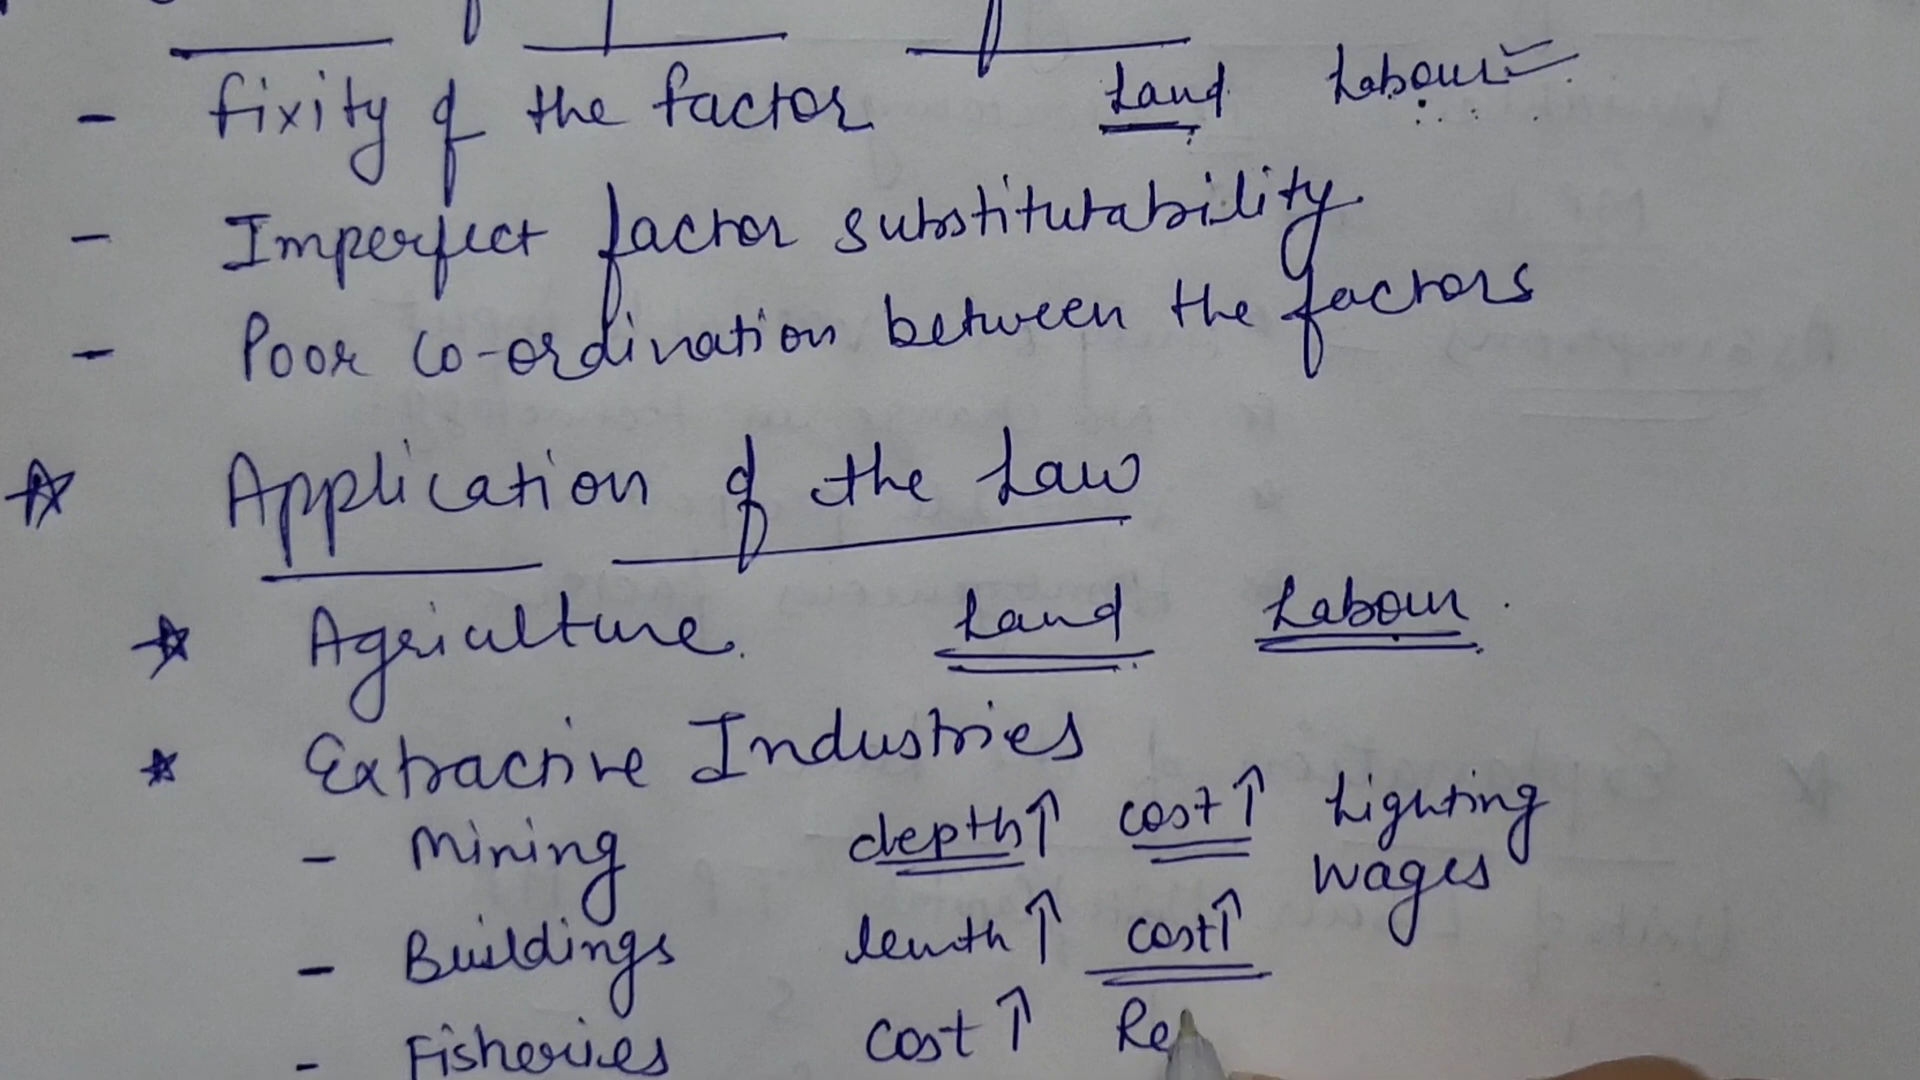 - fixity of the factor Land Labour
- Imperfect factor substitutability
- Poor Co-ordination between the factors
☆ Application of the Law
☆ Agriculture. Land Labour.
* Extractive Industries
- Mining depth↑ cost↑ Lighting
wages
- Buildings lenth↑ cost↑
- Fisheries cost↑ Re